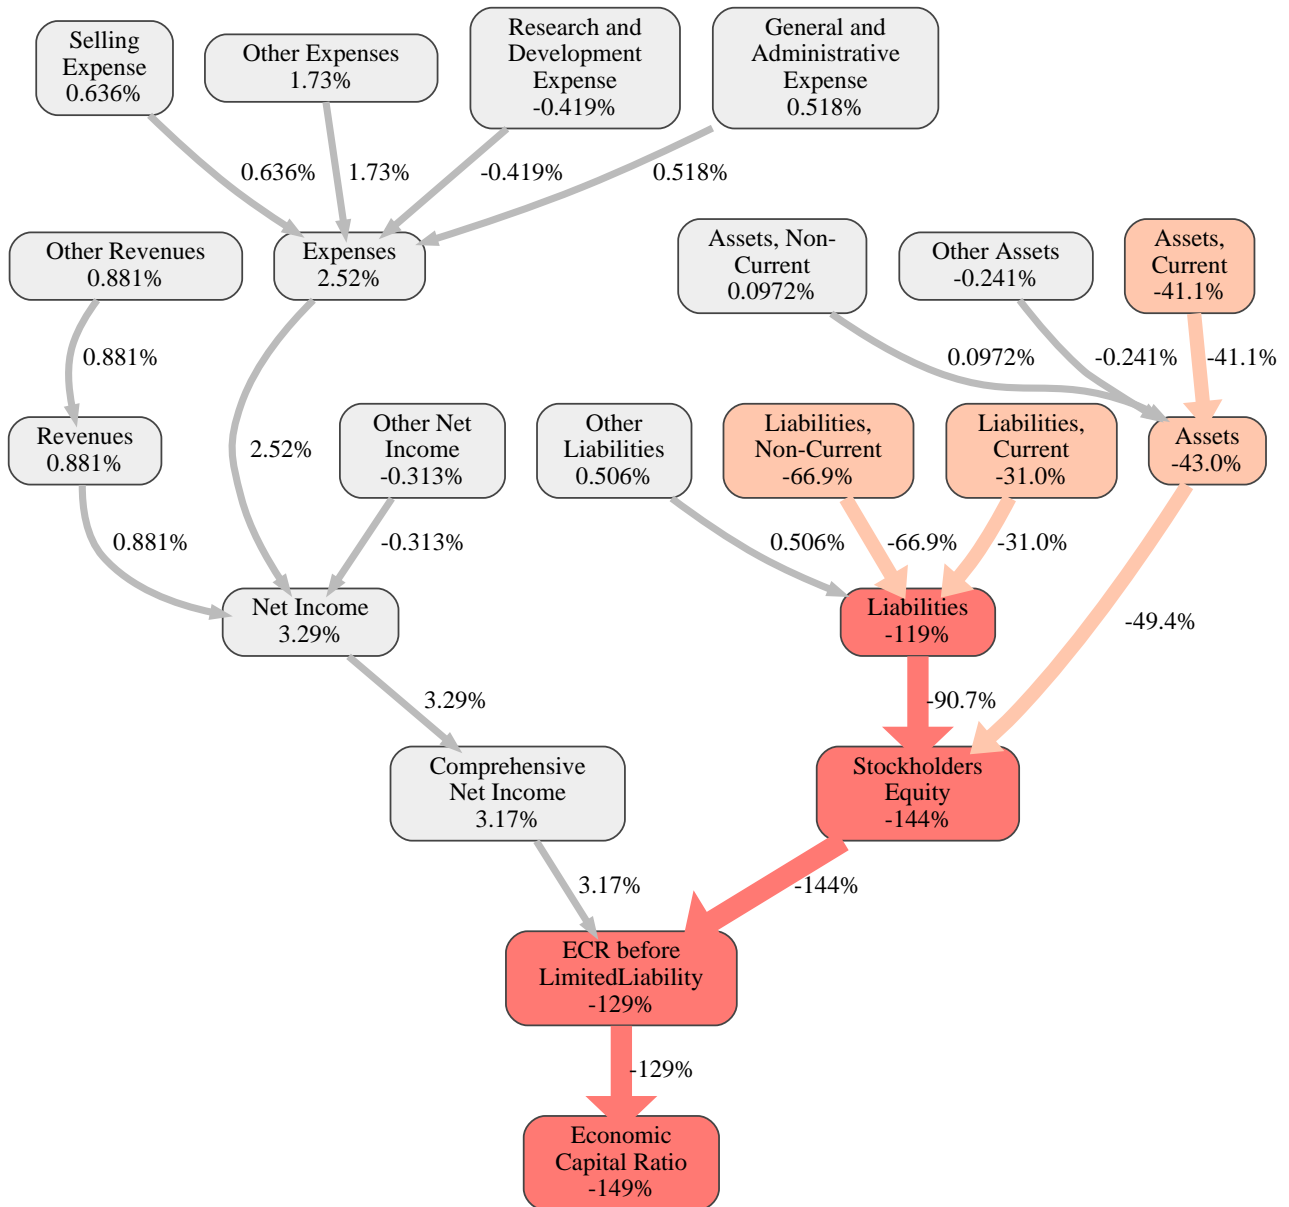 Selling
Expense
0.636%
Other Expenses
1.73%
Research and
Development
Expense
-0.419%
General and
Administrative
Expense
0.518%
0.636%
1.73%
-0.419%
0.518%
Other Revenues
0.881%
Expenses
2.52%
Assets, Non-
Current
0.0972%
Other Assets
-0.241%
Assets,
Current
-41.1%
0.881%
0.0972%
-0.241%
-41.1%
Revenues
0.881%
2.52%
Other Net
Income
-0.313%
Other
Liabilities
0.506%
Liabilities,
Non-Current
-66.9%
Liabilities,
Current
-31.0%
Assets
-43.0%
0.881%
-0.313%
0.506%
-66.9%
-31.0%
Net Income
3.29%
Liabilities
-119%
-49.4%
3.29%
-90.7%
Comprehensive
Net Income
3.17%
Stockholders
Equity
-144%
3.17%
-144%
ECR before
LimitedLiability
-129%
-129%
Economic
Capital Ratio
-149%